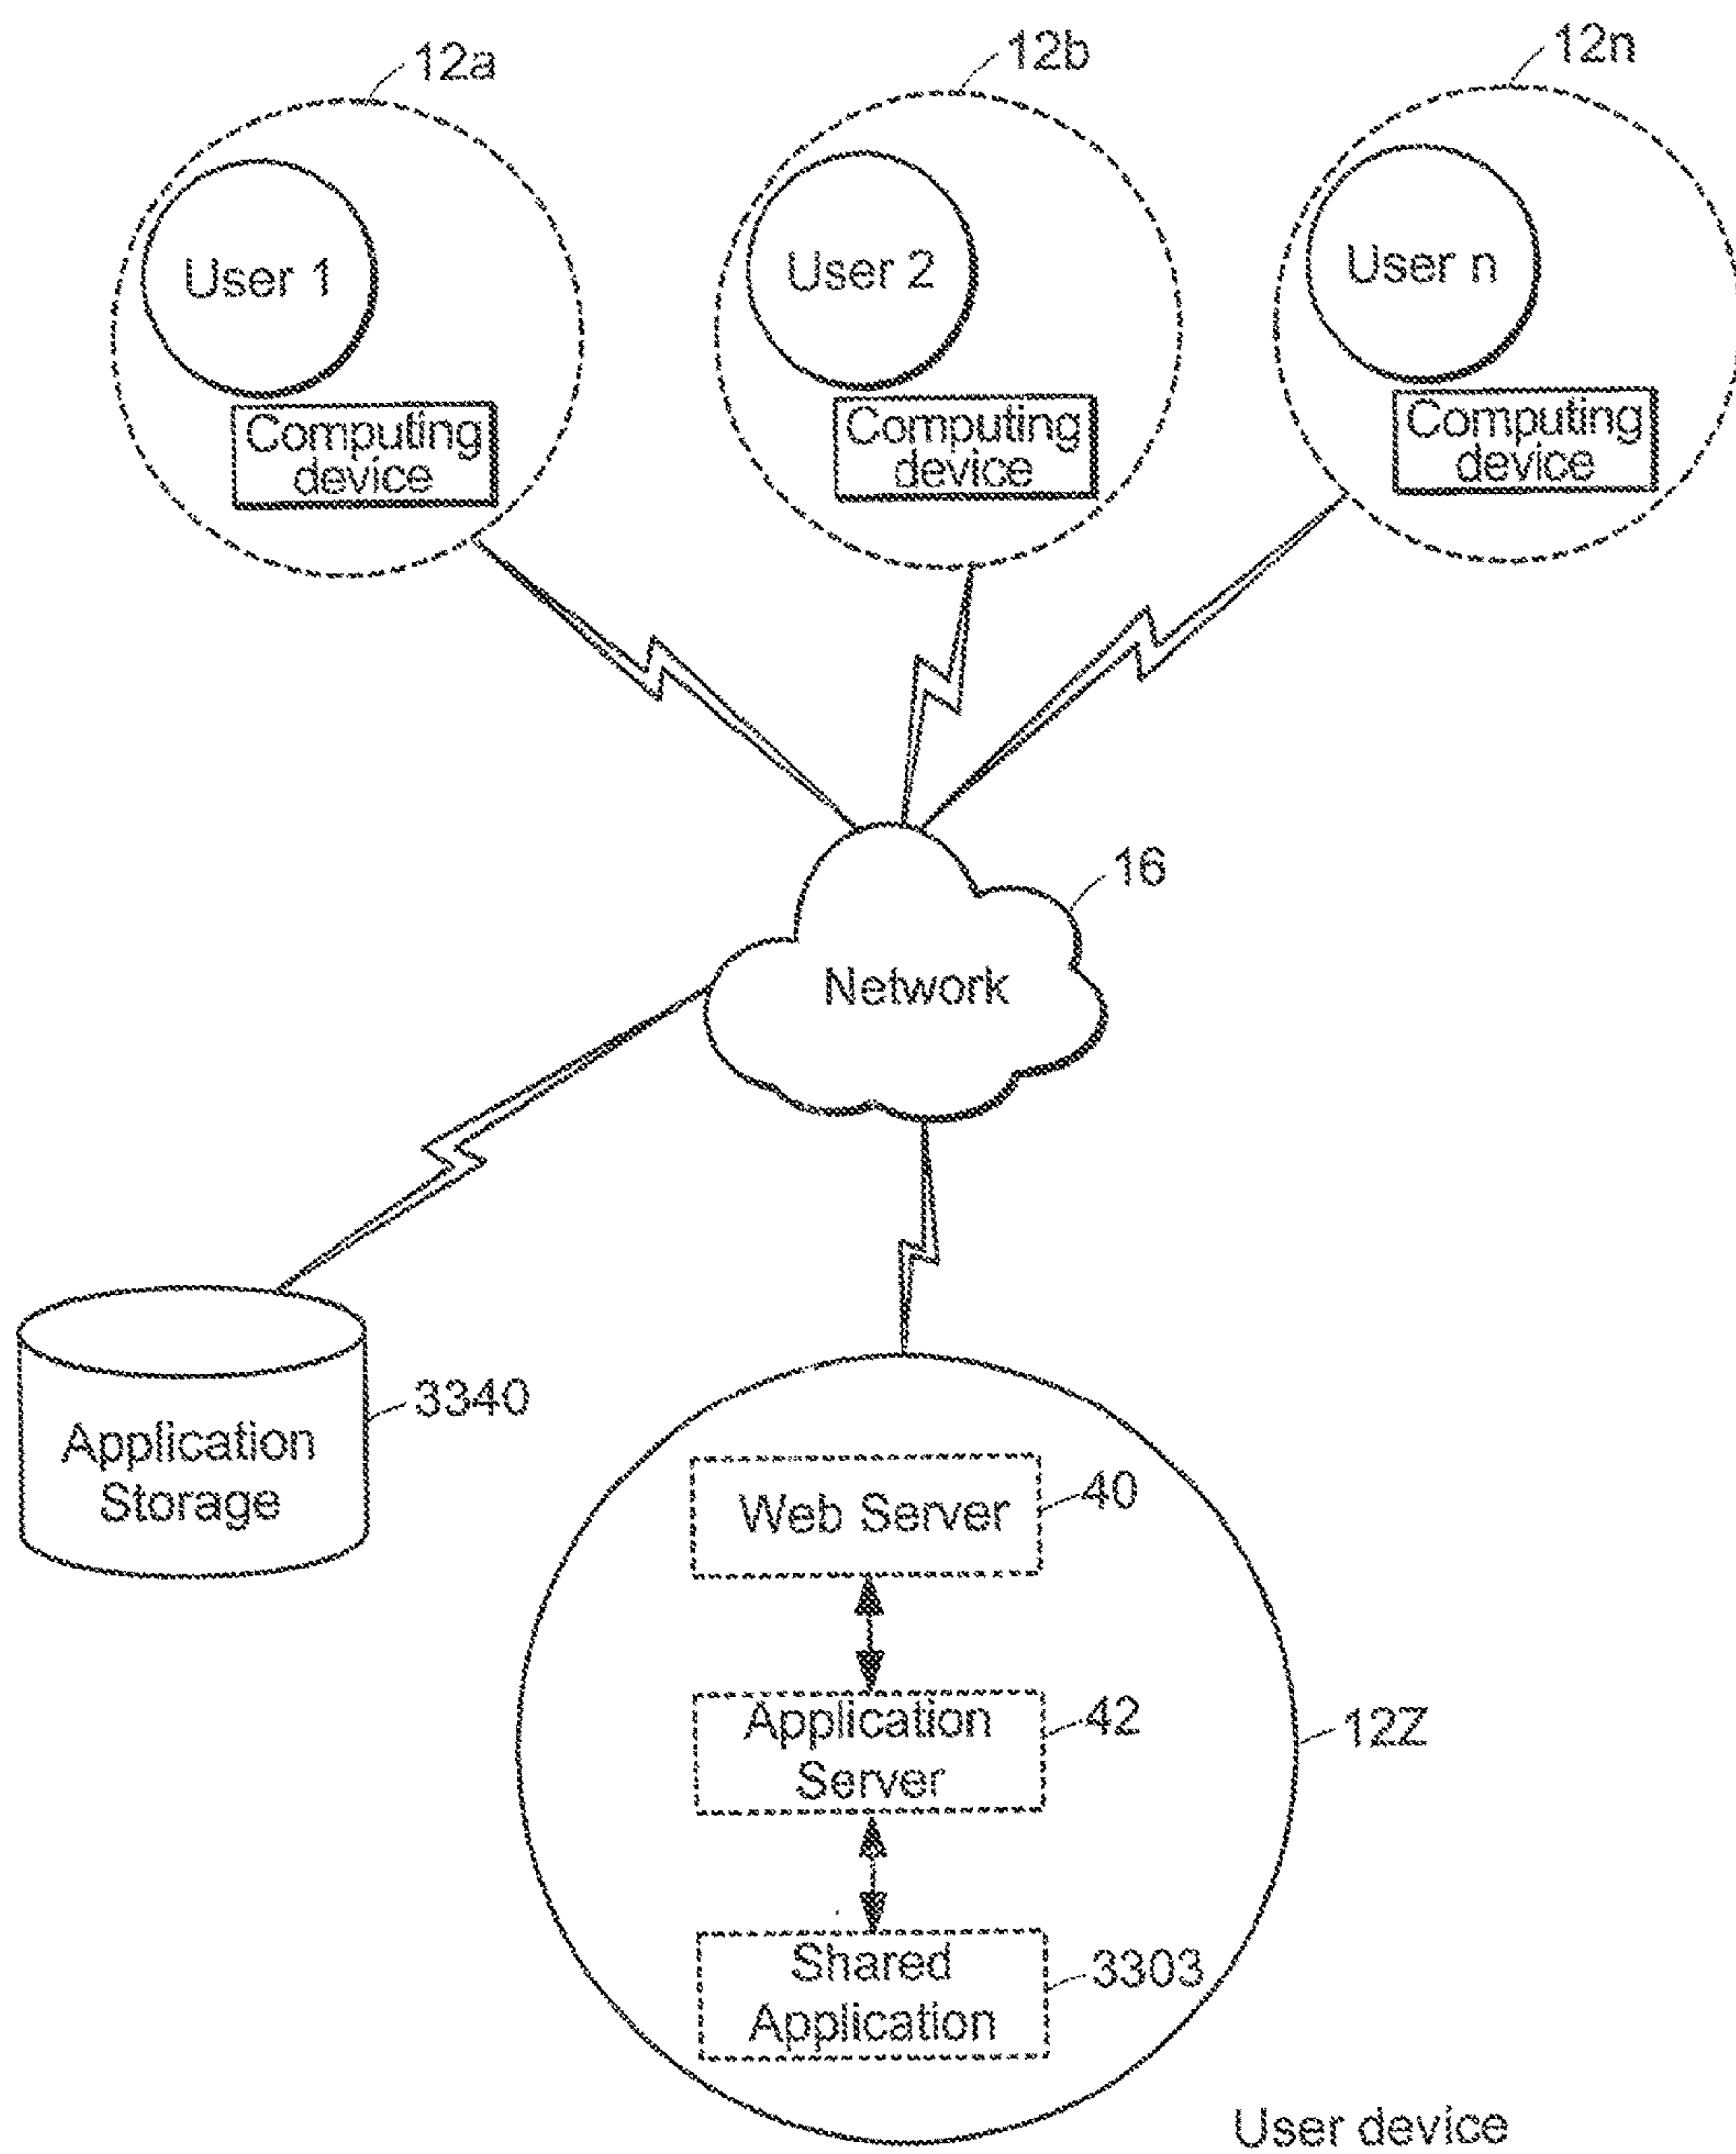 12a
12b
12n
User 1
User 2
User n
Computing
device
Computing
device
Computing
device
16
Network
3340
Application
Storage
Web Server
40
Application
Server
42
12Z
Shared
Application
3303
User device